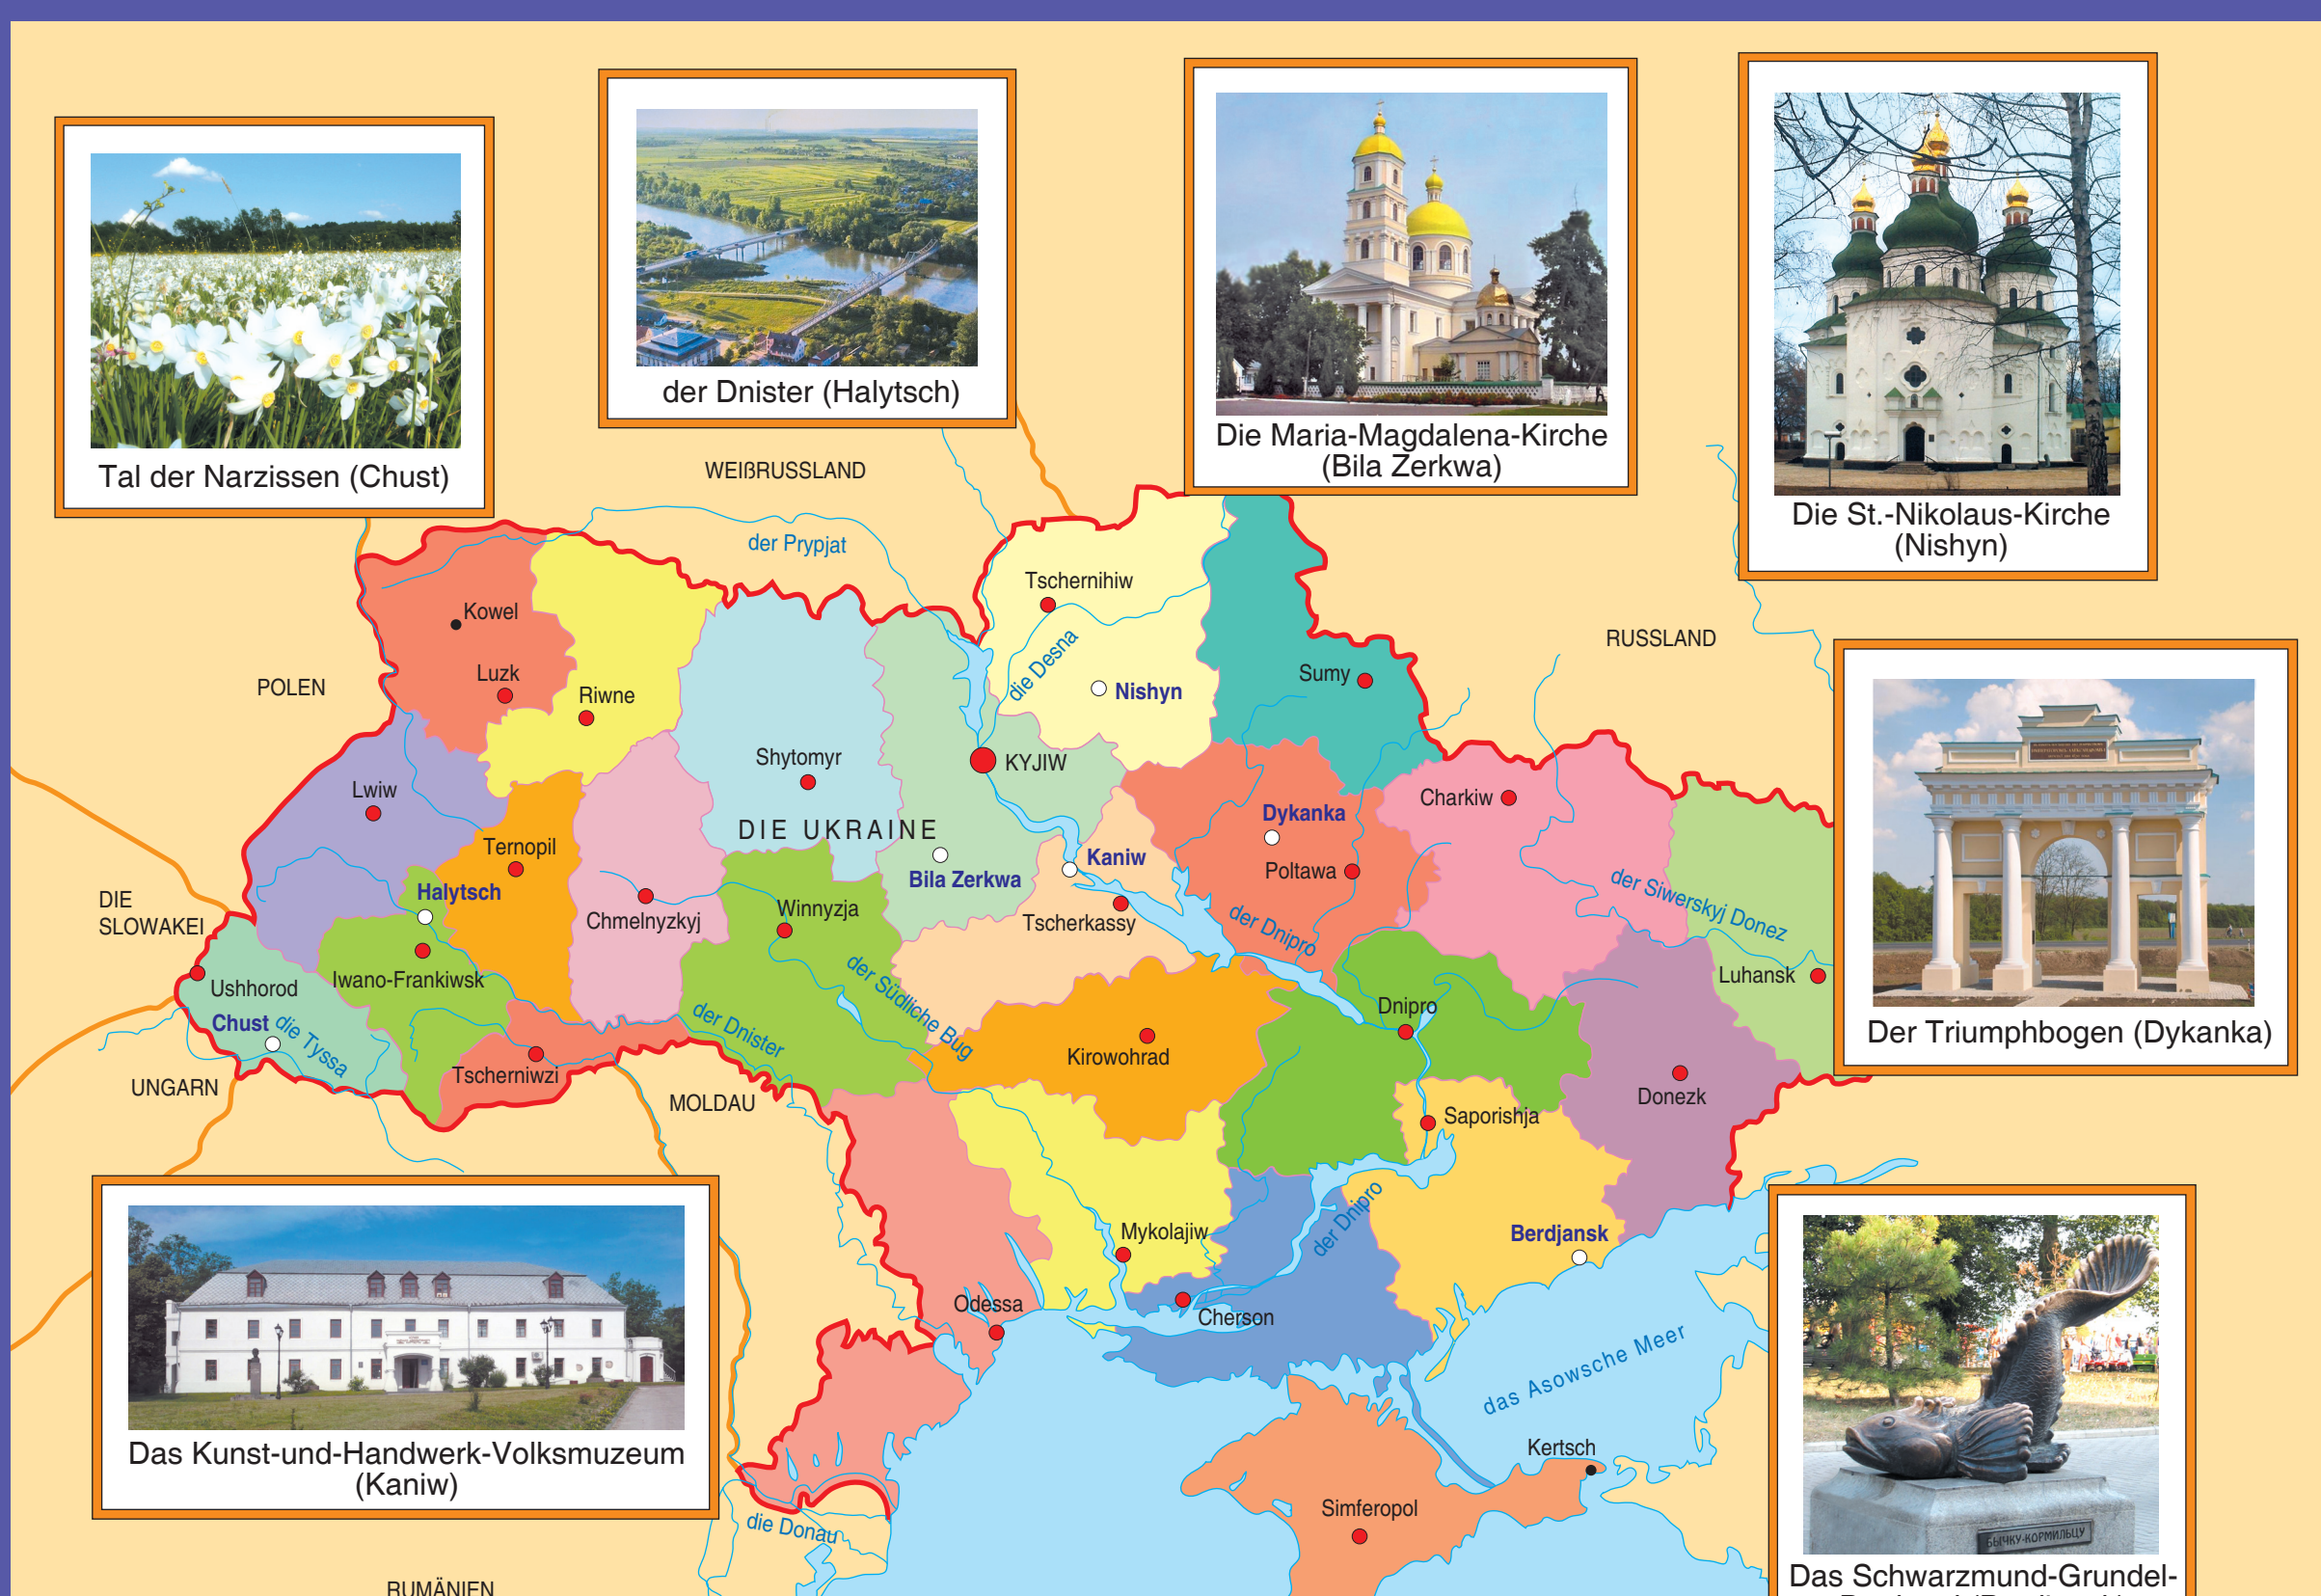 Tal der Narzissen (Chust)
der Dnister (Halytsch)
Die Maria-Magdalena-Kirche
(Bila Zerkwa)
Die St.-Nikolaus-Kirche
(Nishyn)
WEIßRUSSLAND
der Prypjat
Tschernihiw
Kowel
die Desna
RUSSLAND
Luzk
Sumy
POLEN
Riwne
Nishyn
Shytomyr
KYJIW
Lwiw
Charkiw
Dykanka
DIE UKRAINE
Ternopil
Kaniw
Poltawa
Halytsch
Bila Zerkwa
der Siwerskyj Donez
DIE
SLOWAKEI
Chmelnyzkyj
Winnyzja
Tscherkassy
der Dnipro
Iwano-Frankiwsk
Ushhorod
Luhansk
der Südliche Bug
Chust
die Tyssa
der Dnister
Dnipro
Der Triumphbogen (Dykanka)
Kirowohrad
Tscherniwzi
UNGARN
MOLDAU
Donezk
Saporishja
der Dnipro
Mykolajiw
Berdjansk
Odessa
Cherson
das Asowsche Meer
Das Kunst-und-Handwerk-Volksmuzeum
(Kaniw)
Kertsch
Simferopol
die Donau
БЫЧКУ-КОРМИЛЬЦУ
Das Schwarzmund-Grundel-
RUMÄNIEN